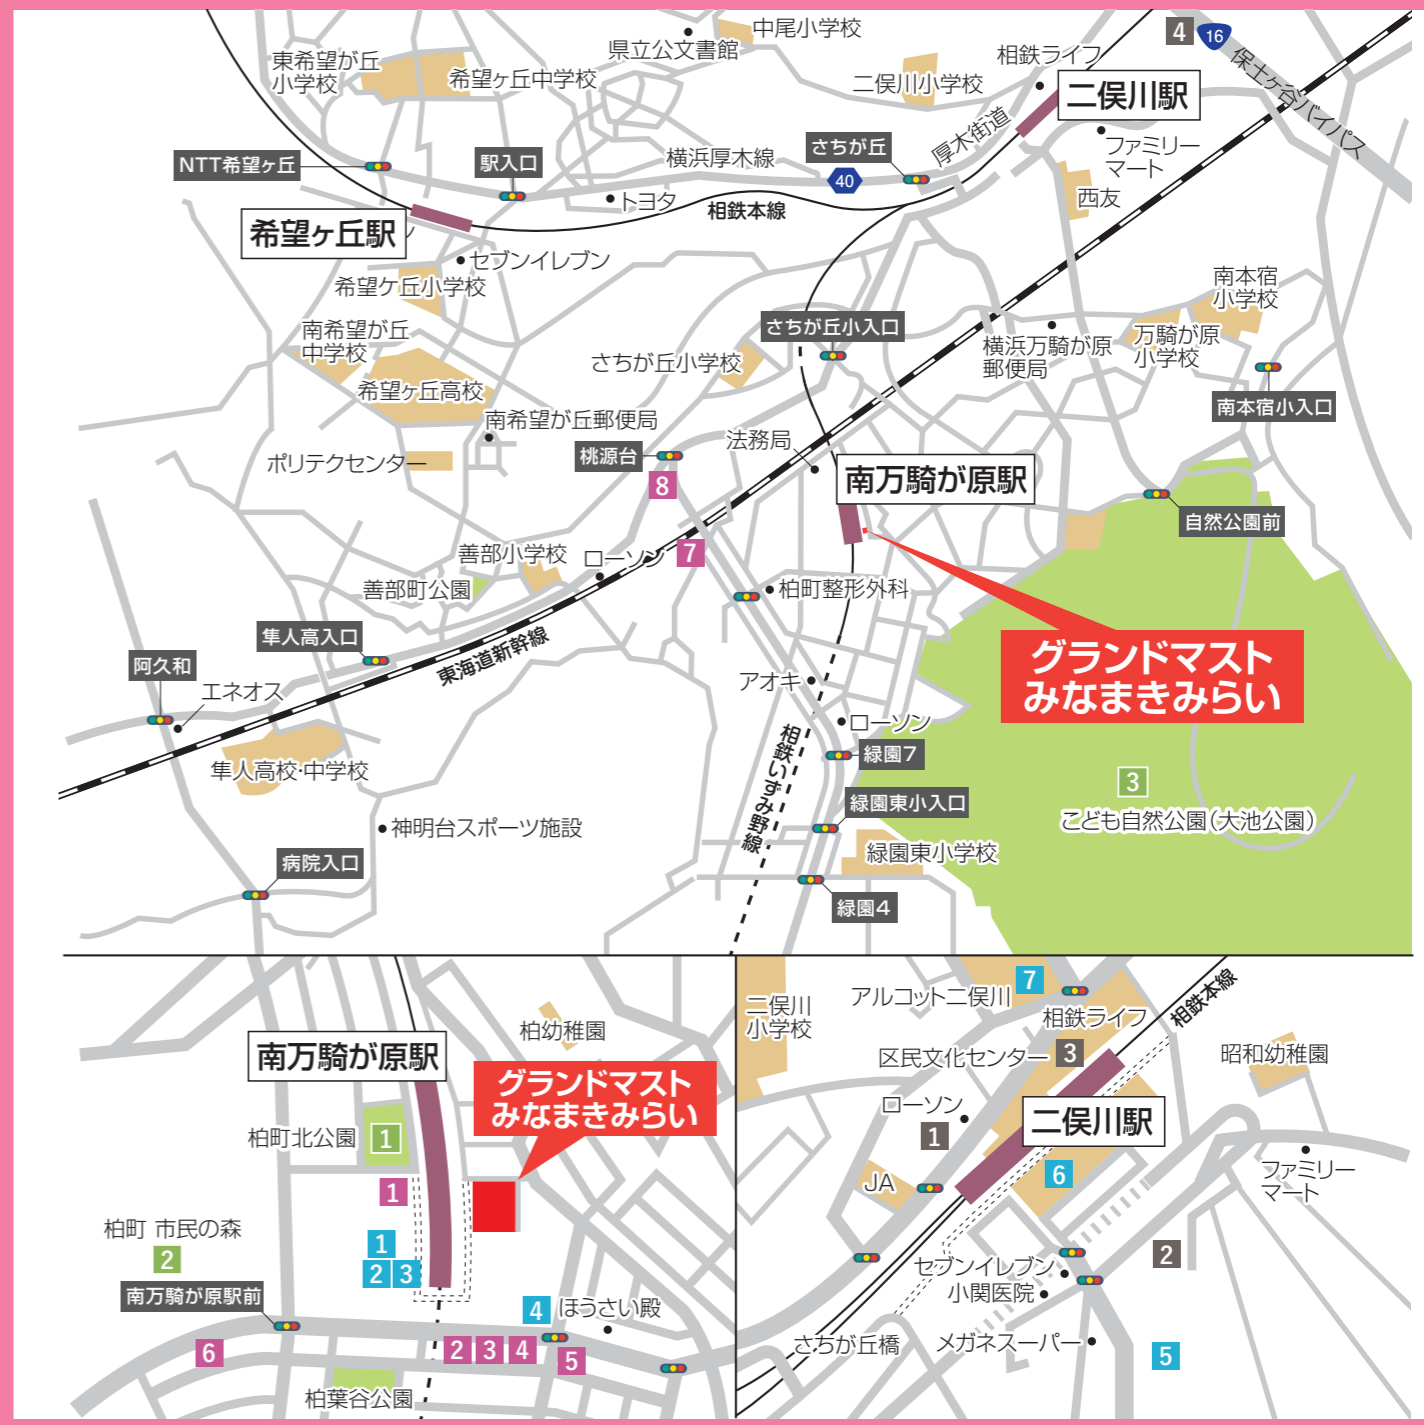 中尾小学校
県立公文書館
4
16
保土ヶ谷バイパス
東希望が丘
小学校
希望ヶ丘中学校
二俣川小学校
相鉄ライフ
二俣川駅
厚木街道
ファミリー
マート
NTT希望ヶ丘
駅入口
横浜厚木線
さちが丘
40
西友
トヨタ
相鉄本線
希望ヶ丘駅
セブンイレブン
希望ケ丘小学校
南本宿
小学校
南希望が丘
中学校
さちが丘小入口
横浜万騎が原
郵便局
万騎が原
小学校
さちが丘小学校
希望ヶ丘高校
南本宿小入口
南希望が丘郵便局
法務局
ポリテクセンター
桃源台
8
南万騎が原駅
自然公園前
善部小学校
ローソン
7
善部町公園
柏町整形外科
隼人高入口
東海道新幹線
グランドマスト
みなまきみらい
阿久和
エネオス
アオキ
ローソン
相鉄いずみ野線
緑園7
隼人高校・中学校
3
こども自然公園(大池公園)
緑園東小入口
神明台スポーツ施設
緑園東小学校
病院入口
緑園4
柏幼稚園
南万騎が原駅
グランドマスト
みなまきみらい
柏町北公園
1
1
柏町 市民の森
2
1
2
3
南万騎が原駅前
4
ほうさい殿
6
2
3
4
5
柏葉谷公園
二俣川
小学校
アルコット二俣川
7
相鉄ライフ
相鉄本線
区民文化センター
3
昭和幼稚園
ローソン
1
二俣川駅
6
ファミリー
マート
JA
2
セブンイレブン
小関医院
さちが丘橋
メガネスーパー
5